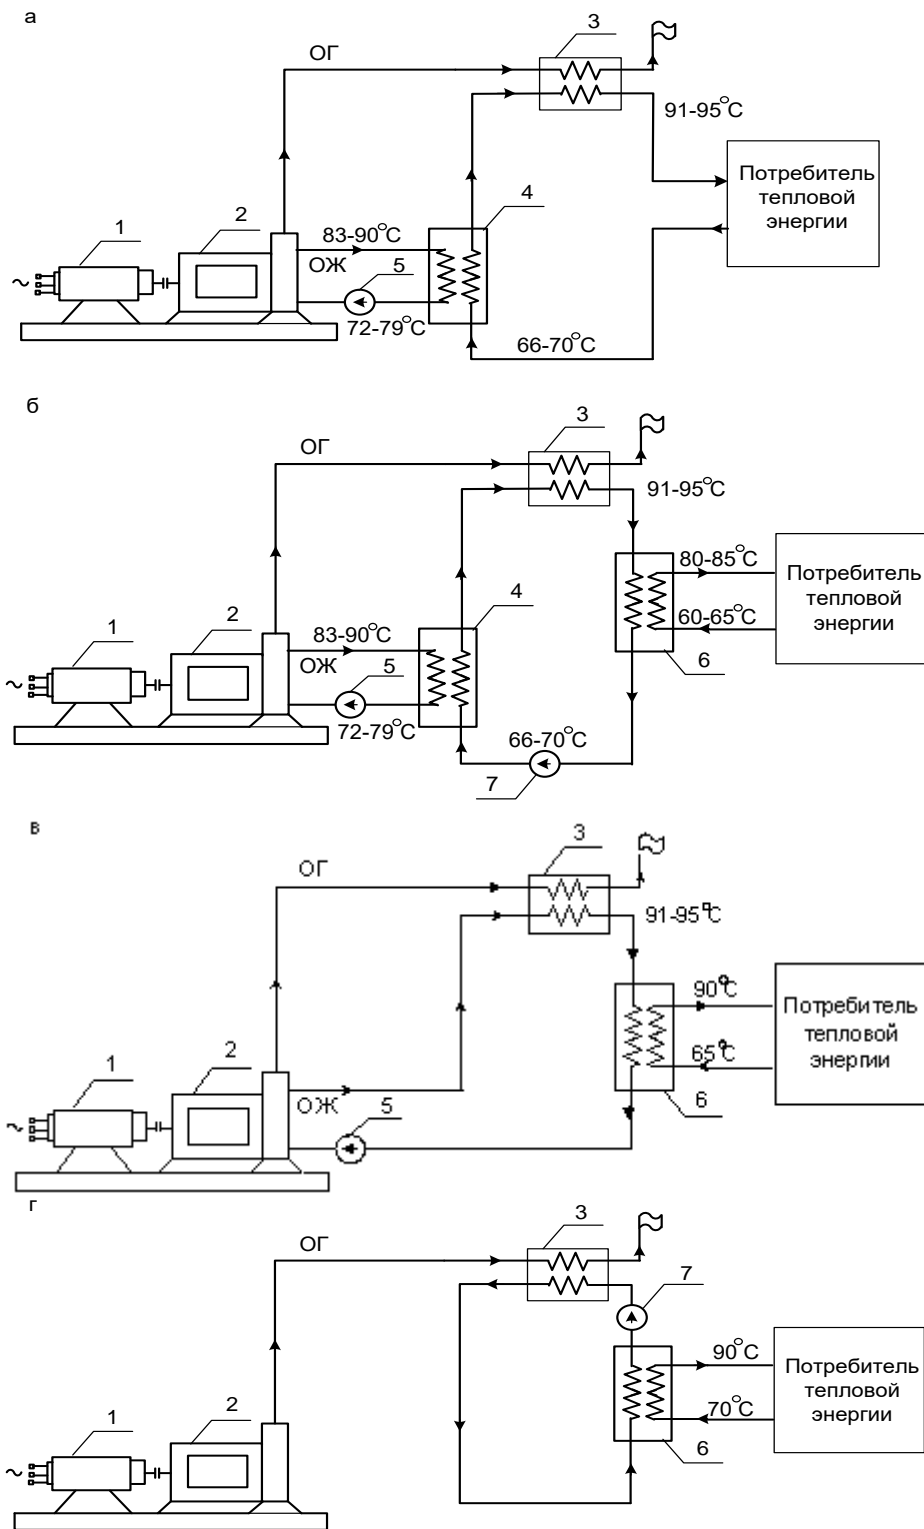 а
3
ОГ
91-95°С
Потребитель
тепловой
энергии
4
2
1
83-90°С
ОЖ
5
~
72-79°С
66-70°С
б
3
ОГ
91-95°С
80-85°С
Потребитель
тепловой
энергии
4
2
1
83-90°С
60-65°С
ОЖ
5
6
~
72-79°С
66-70°С
7
в
3
ОГ
91-95°С
90°С
Потребитель
тепловой
энергии
2
1
65°С
ОЖ
5
6
~
г
3
ОГ
7
90°С
Потребитель
тепловой
энергии
2
1
70°С
6
~